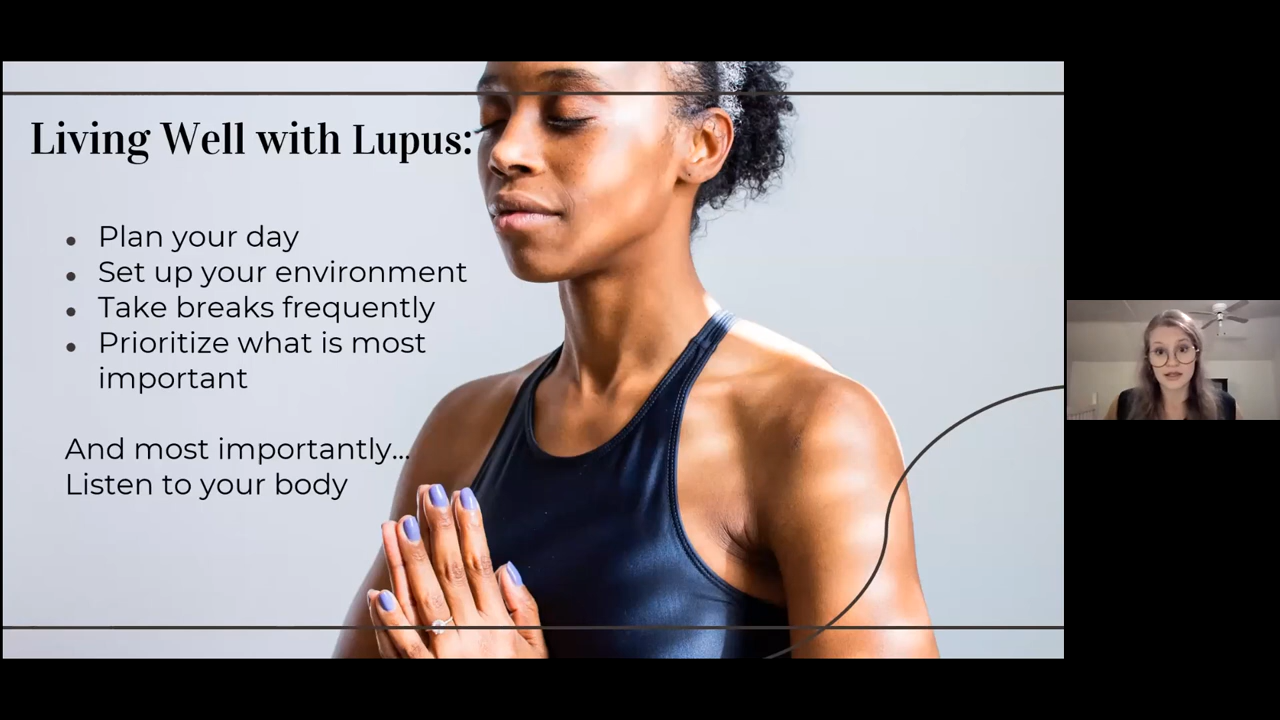 Living Well with Lupus:
● Plan your day
● Set up your environment
● Take breaks frequently
● Prioritize what is most
important
And most importantly...
Listen to your body